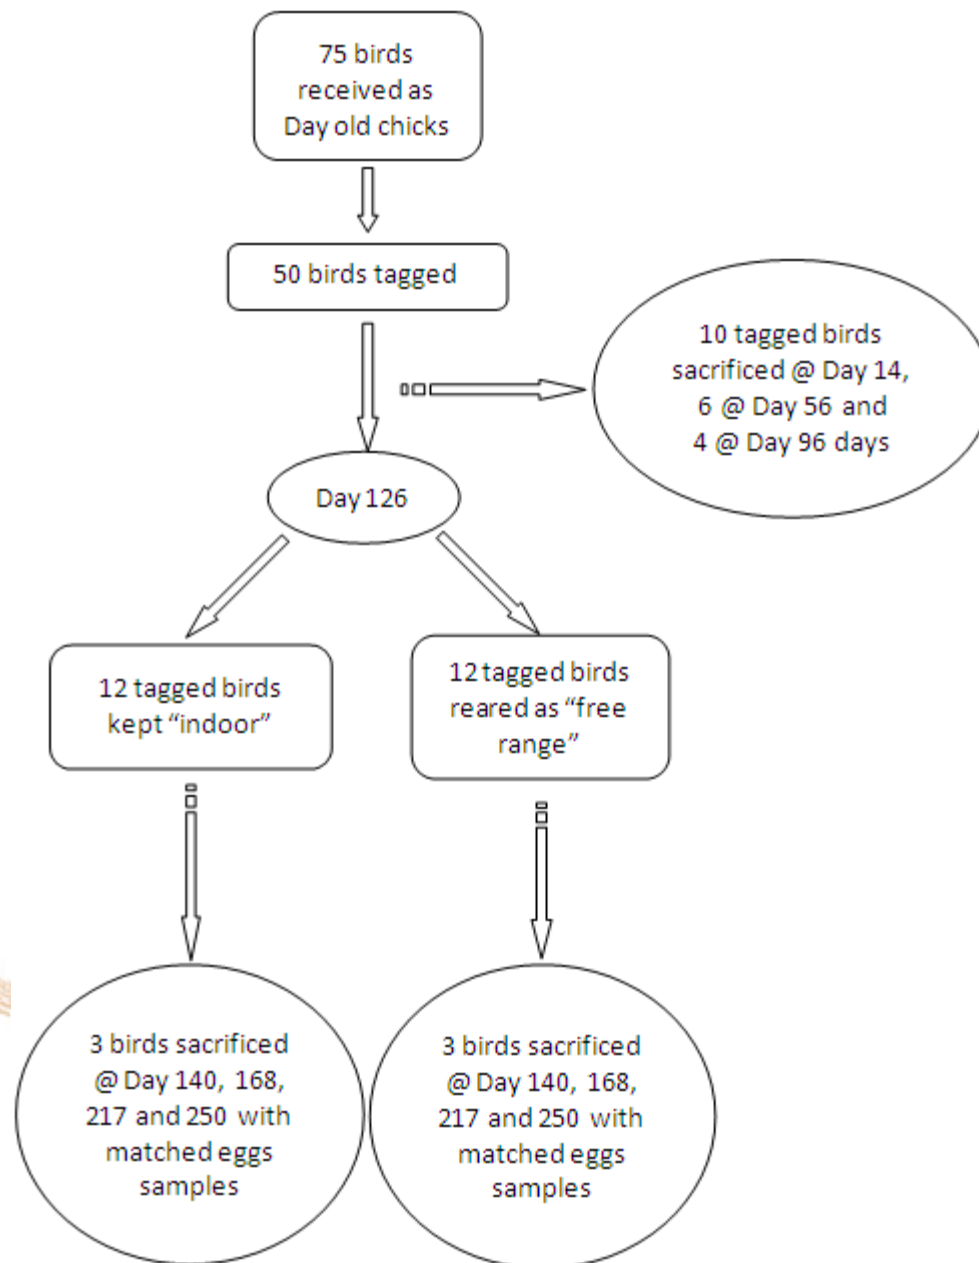 75 birds
received as
Day old chicks
50 birds tagged
10 tagged birds
sacrificed @ Day 14,
6 @ Day 56 and
4 @ Day 96 days
Day 126
12 tagged birds
kept “indoor”
12 tagged birds
reared as “free
range”
3 birds sacrificed
@ Day 140, 168,
217 and 250 with
matched eggs
samples
3 birds sacrificed
@ Day 140, 168,
217 and 250 with
matched eggs
samples